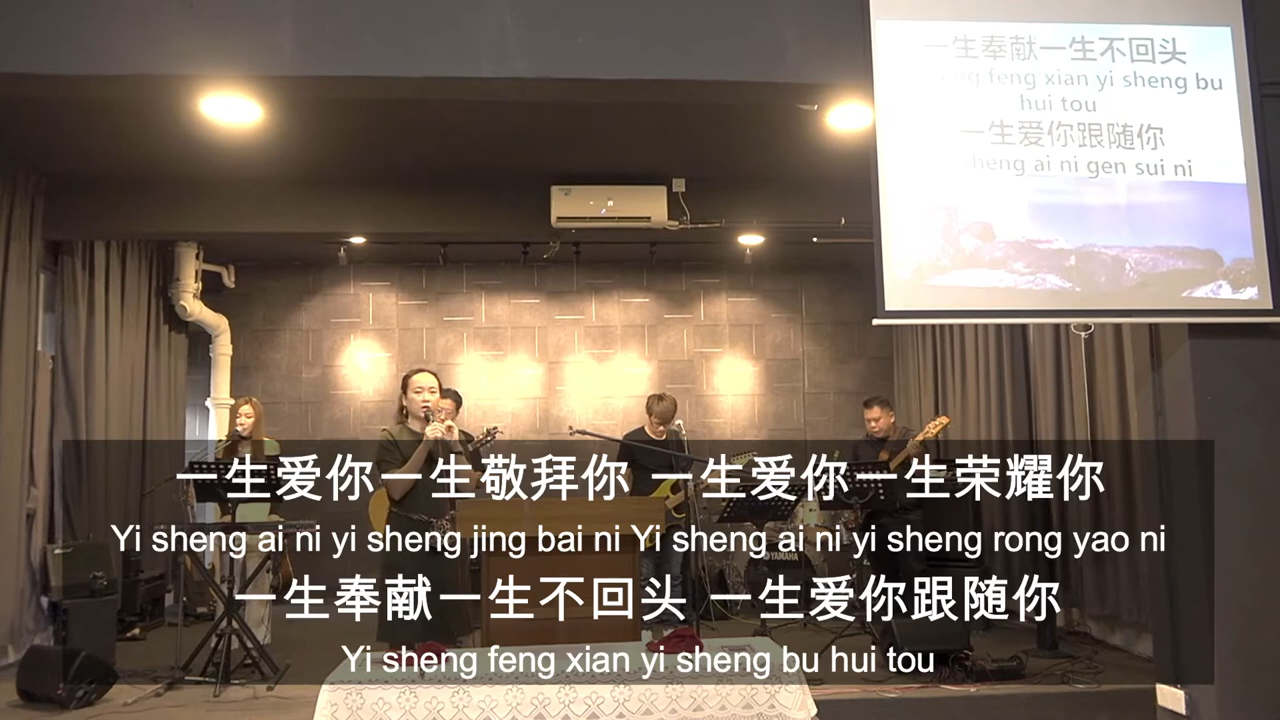 一生奉献一生不回头
feng xian yi sheng bu
hui tou
一生爱你跟随你
ai ni gen sui ni
一生爱你一生敬拜你 一生爱你一生荣耀你
Yi sheng ai ni yi sheng jing bai ni Yi sheng ai ni yi sheng rong yao ni
YAMAHA
一生奉献一生不回头 一生爱你跟随你
Yi sheng feng xian yi sheng bu hui tou